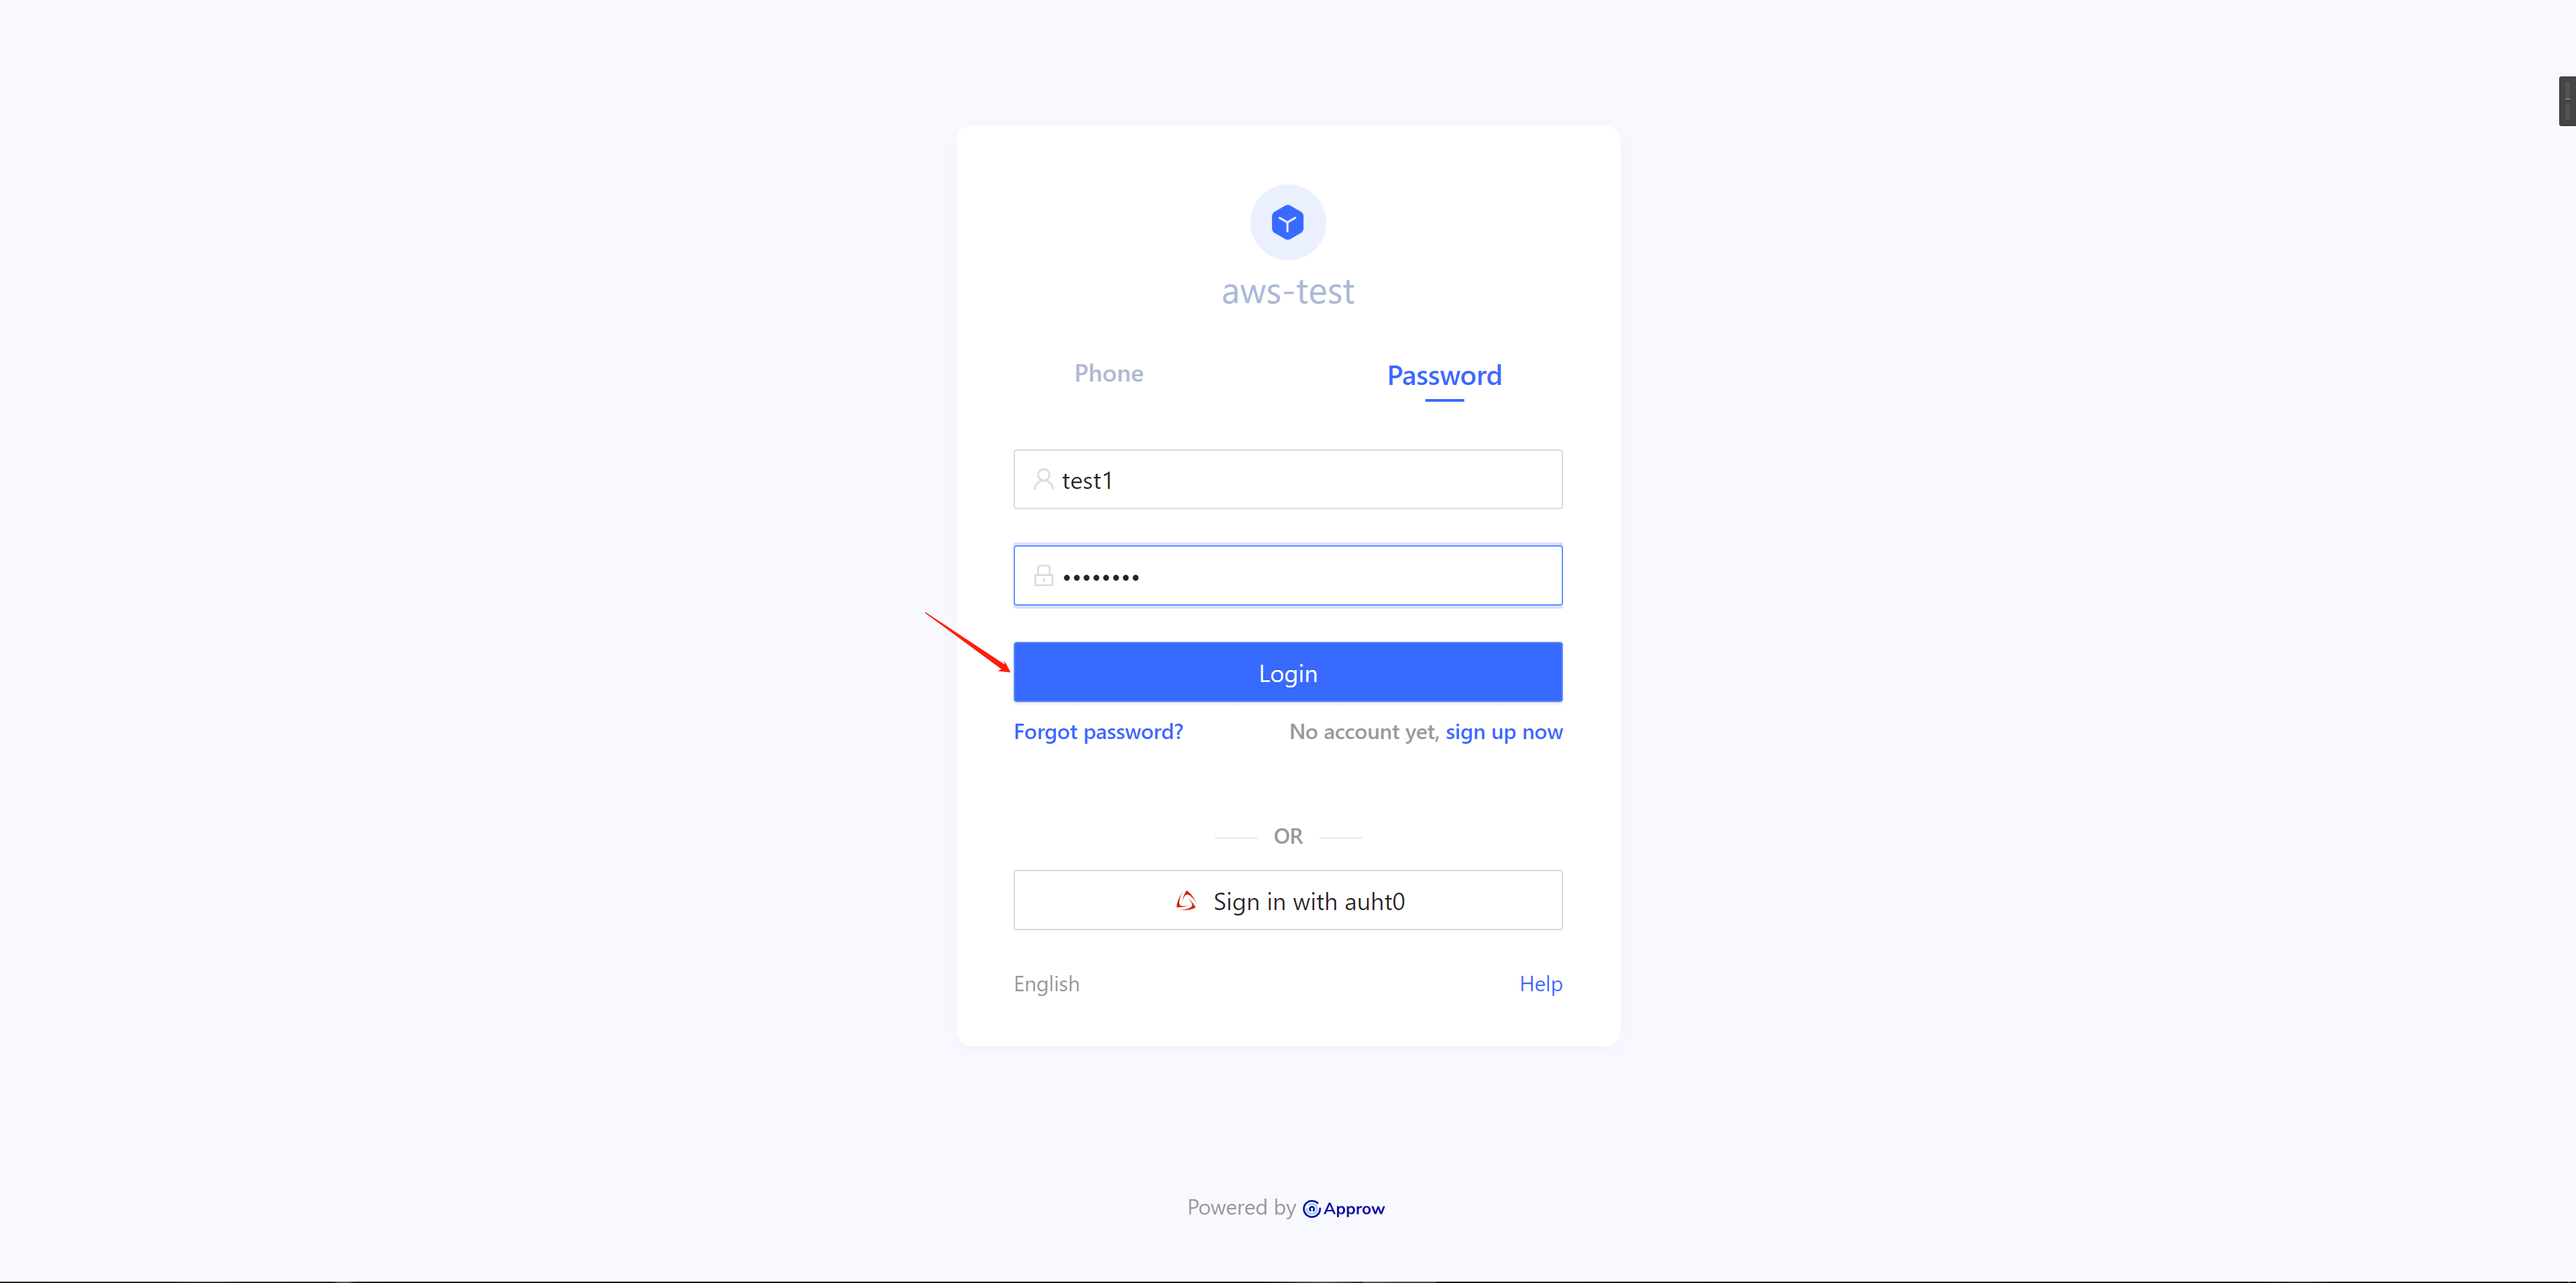 aws-test
Phone Password
test1
••••••••
Login
Forgot password? No account yet, sign up now
OR
Sign in with auht0
English Help
Powered by Approw